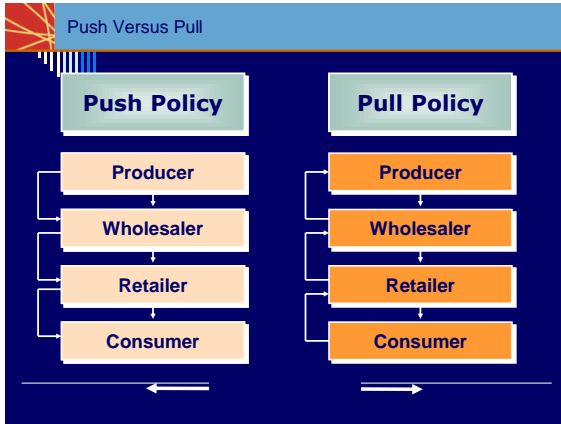 Push Versus Pull
Push Policy
Producer
Wholesaler
Retailer
Consumer
Pull Policy
Producer
Wholesaler
Retailer
Consumer